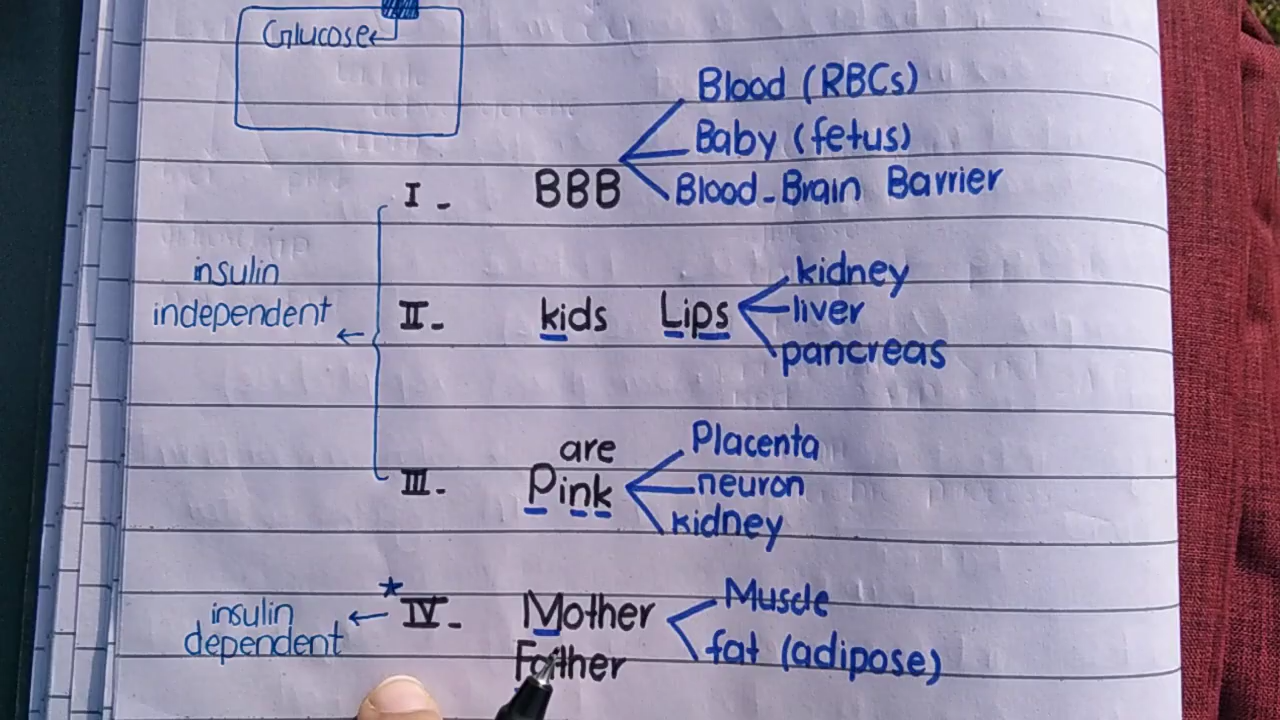 Glucose
Blood (RBCs)
Baby (fetus)
I - BBB Blood-Brain Barrier
insulin
independent
kidney
II- kids Lips liver
pancreas
are Placenta
III- Pink neuron
kidney
insulin
dependent
IV- Mother Muscle
Father fat (adipose)